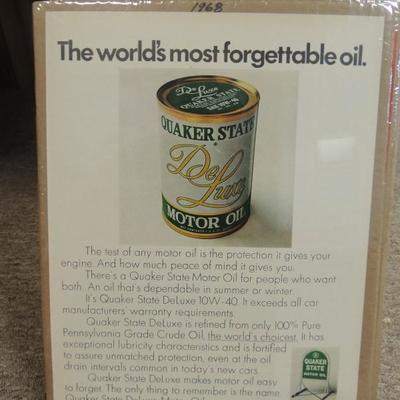 1968
The world's most forgettable oil.
De Luxe
QUAKER STATE
SAE 10W-40
QUAKER STATE
De
Luxe
MOTOR OIL
The test of any motor oil is the protection it gives your
engine. And how much peace of mind it gives you.
There's a Quaker State Motor Oil for people who want
both. An oil that's dependable in summer or winter.
It's Quaker State DeLuxe 10W-40. It exceeds all car
manufacturers warranty requirements.
Quaker State DeLuxe is refined from only 100% Pure
Pennsylvania Grade Crude Oil, the world's choicest. It has
exceptional lubricity characteristics and is fortified
to assure unmatched protection, even at the oil
drain intervals common in today's new cars.
Quaker State DeLuxe makes motor oil easy
to forget. The only thing to remember is the name
QUAKER
STATE
MOTOR OIL